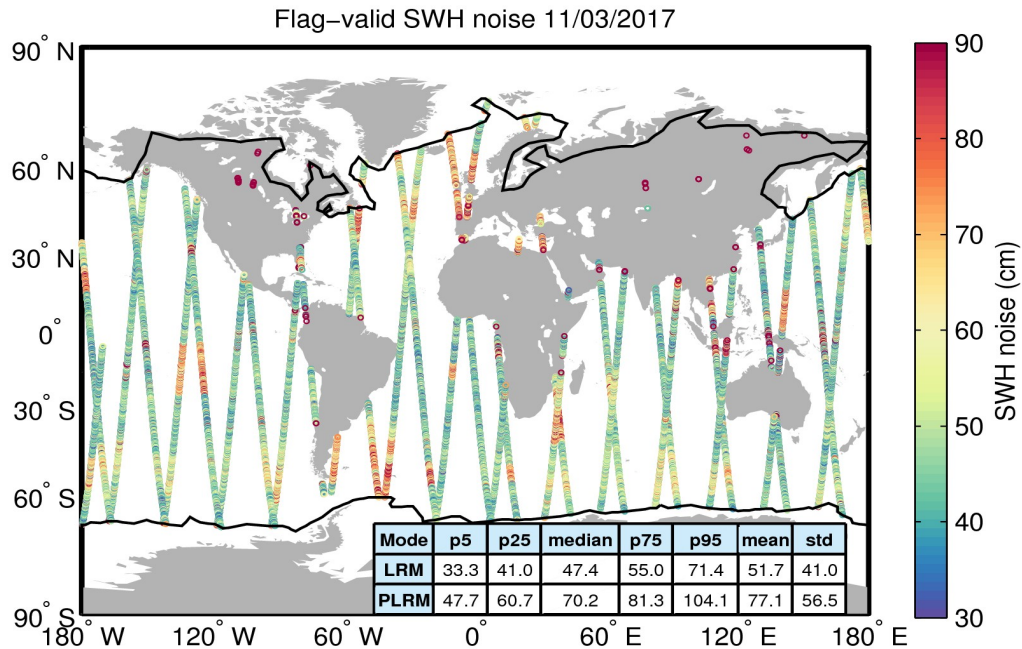 Flag−valid SWH noise 11/03/2017
90° N
60° N
30° N
0°
30° S
60° S
90° S
180° W
120° W
60° W
0°
60° E
120° E
180° E
Mode p5 p25 median p75 p95 mean std
LRM 33.3 41.0 47.4 55.0 71.4 51.7 41.0
PLRM 47.7 60.7 70.2 81.3 104.1 77.1 56.5
90
80
70
60
50
40
30
SWH noise (cm)